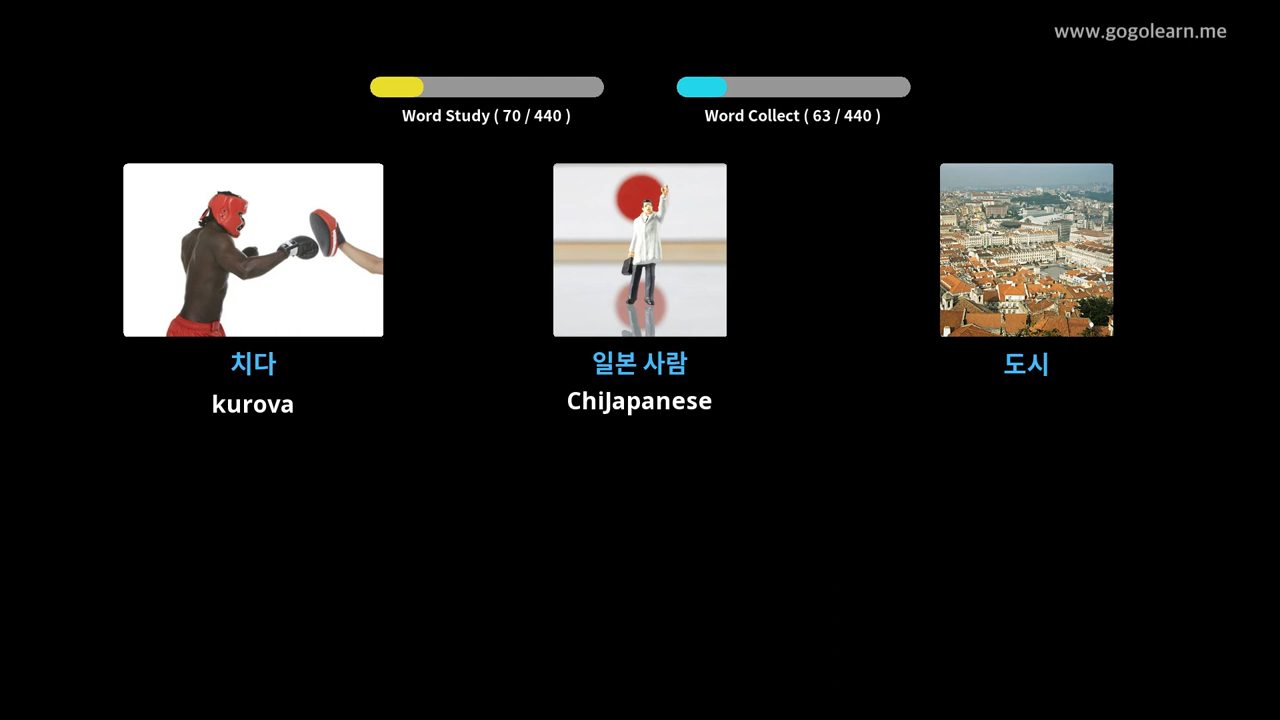 www.gogolearn.me
Word Study ( 70 / 440 )
Word Collect ( 63 / 440 )
치다
일본 사람
도시
kurova
ChiJapanese